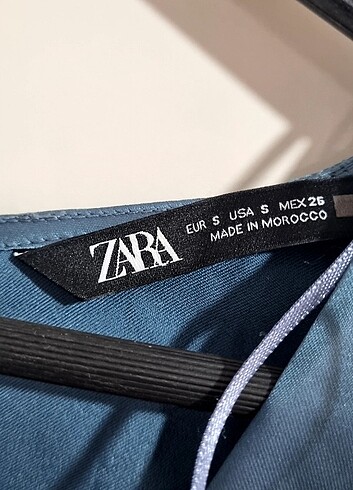 ZARA
EUR S USA S MEX 26
MADE IN MOROCCO